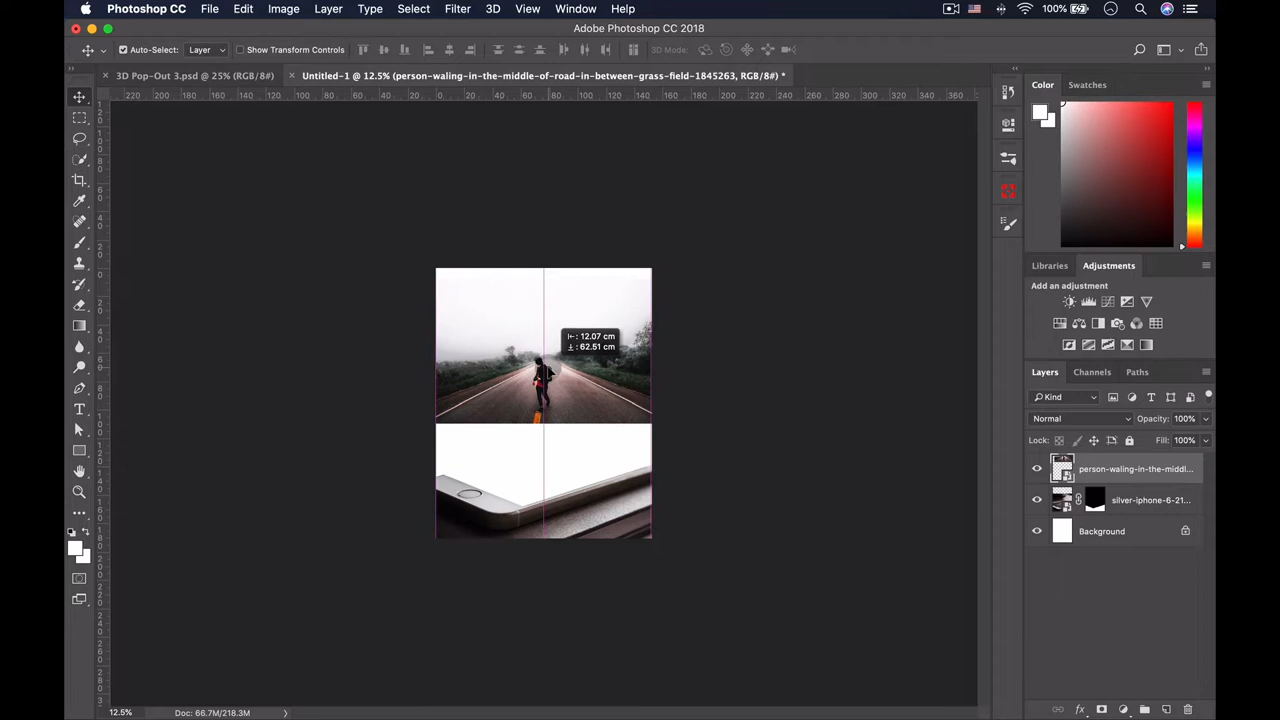 Photoshop CC File Edit Image Layer Type Select Filter 3D View Window Help 100%
Adobe Photoshop CC 2018
Auto-Select: Layer Show Transform Controls 3D Mode:
× 3D Pop-Out 3.psd @ 25% (RGB/8#) × Untitled-1 @ 12.5% (person-waling-in-the-middle-of-road-in-between-grass-field-1845263, RGB/8#) *
220 200 180 160 140 120 100 80 60 40 20 0 20 40 60 80 100 120 140 160 180 200 220 240 260 280 300 320 340 360
Color Swatches
Libraries Adjustments
Add an adjustment
←: 12.07 cm
↓: 62.51 cm
Layers Channels Paths
Kind
Normal Opacity: 100%
Lock: Fill: 100%
person-waling-in-the-middl...
silver-iphone-6-21...
Background
12.5% Doc: 66.7M/218.3M